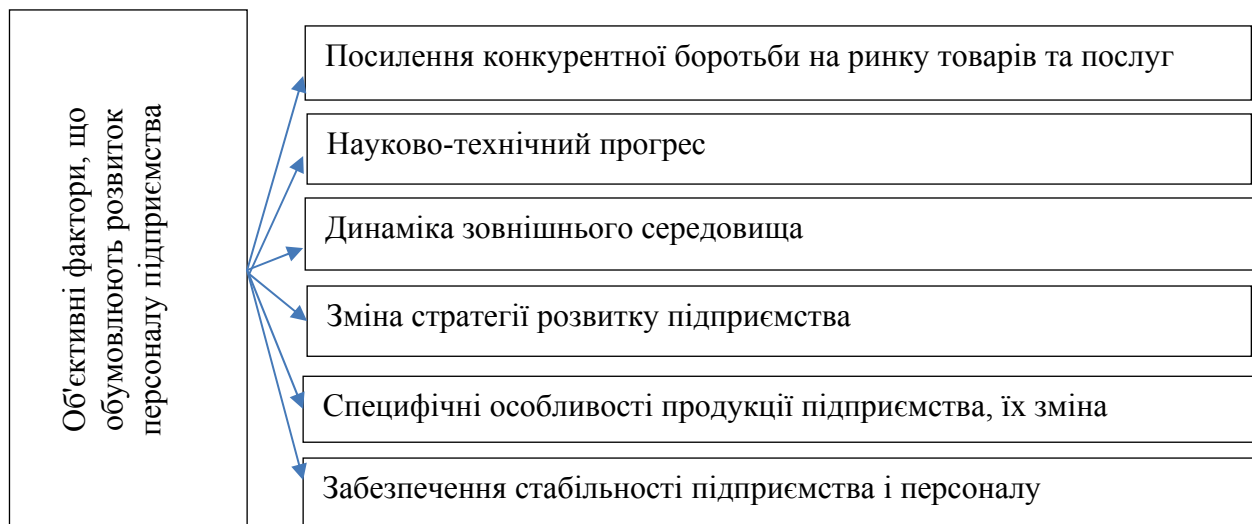 Об'єктивні фактори, що
обумовлюють розвиток
персоналу підприємства
Посилення конкурентної боротьби на ринку товарів та послуг
Науково-технічний прогрес
Динаміка зовнішнього середовища
Зміна стратегії розвитку підприємства
Специфічні особливості продукції підприємства, їх зміна
Забезпечення стабільності підприємства і персоналу